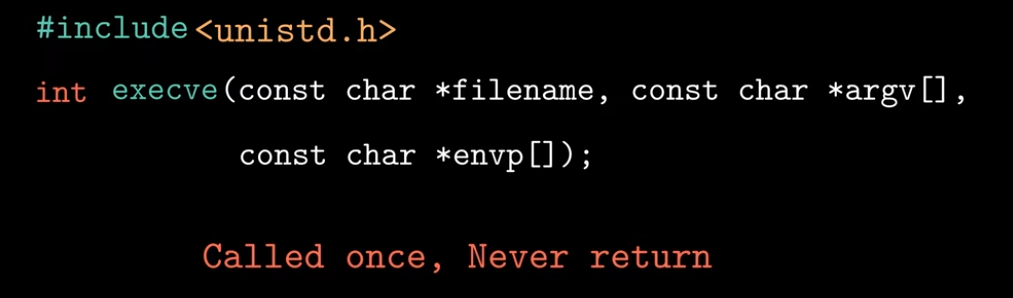 #include <unistd.h>
int execve(const char *filename, const char *argv[],
const char *envp[]);
Called once, Never return